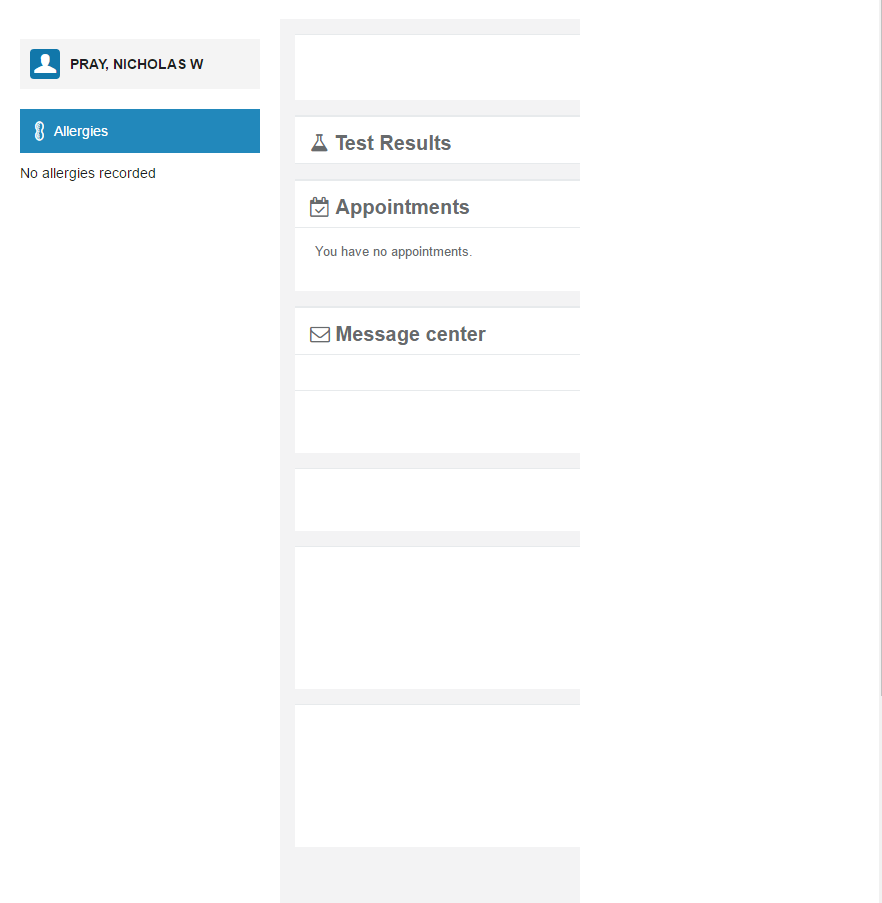 PRAY, NICHOLAS W
Allergies
No allergies recorded
Test Results
Appointments
You have no appointments.
Message center